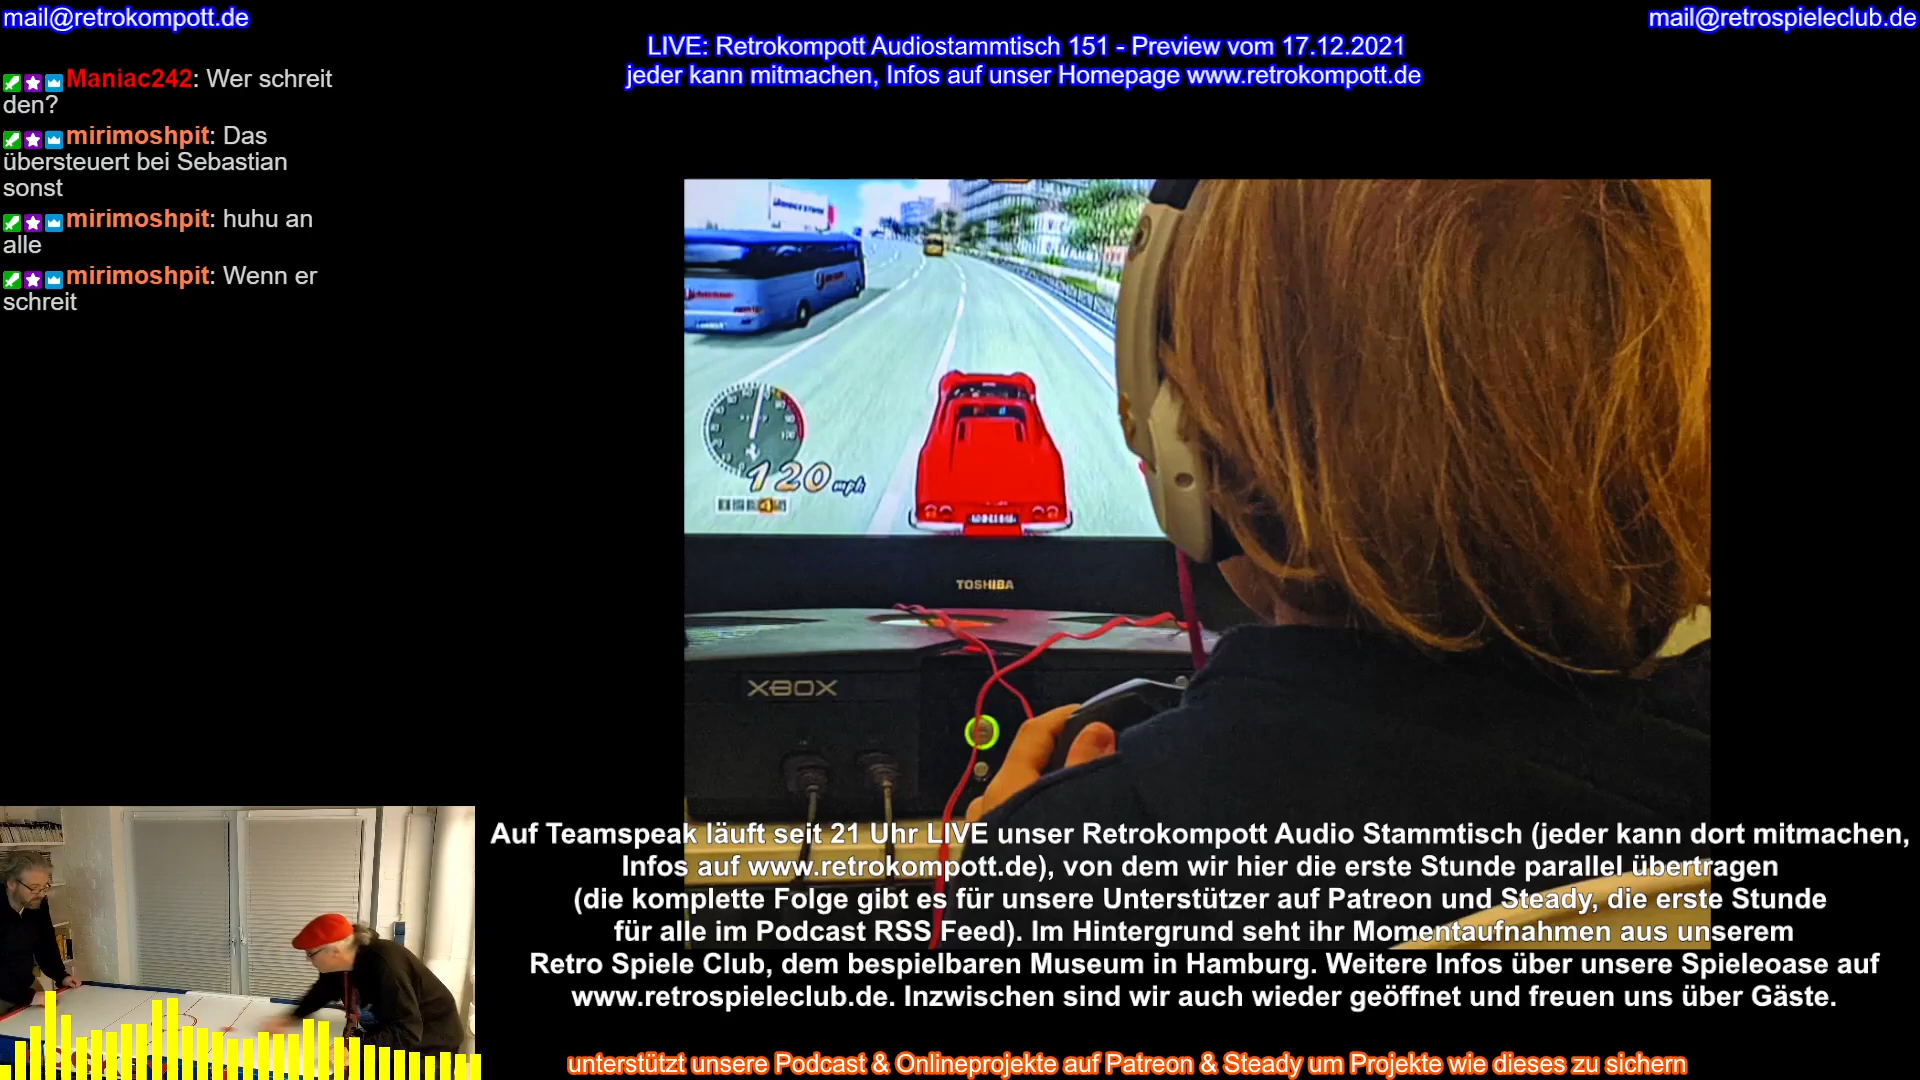 mail@retrokompott.de
mail@retrospieleclub.de
LIVE: Retrokompott Audiostammtisch 151 - Preview vom 17.12.2021
jeder kann mitmachen, Infos auf unser Homepage www.retrokompott.de
Maniac242: Wer schreit
den?
mirimoshpit: Das
übersteuert bei Sebastian
sonst
mirimoshpit: huhu an
alle
mirimoshpit: Wenn er
schreit
120 mph
TOSHIBA
XBOX
Auf Teamspeak läuft seit 21 Uhr LIVE unser Retrokompott Audio Stammtisch (jeder kann dort mitmachen,
Infos auf www.retrokompott.de), von dem wir hier die erste Stunde parallel übertragen
(die komplette Folge gibt es für unsere Unterstützer auf Patreon und Steady, die erste Stunde
für alle im Podcast RSS Feed). Im Hintergrund seht ihr Momentaufnahmen aus unserem
Retro Spiele Club, dem bespielbaren Museum in Hamburg. Weitere Infos über unsere Spieleoase auf
www.retrospieleclub.de. Inzwischen sind wir auch wieder geöffnet und freuen uns über Gäste.
unterstützt unsere Podcast & Onlineprojekte auf Patreon & Steady um Projekte wie dieses zu sichern